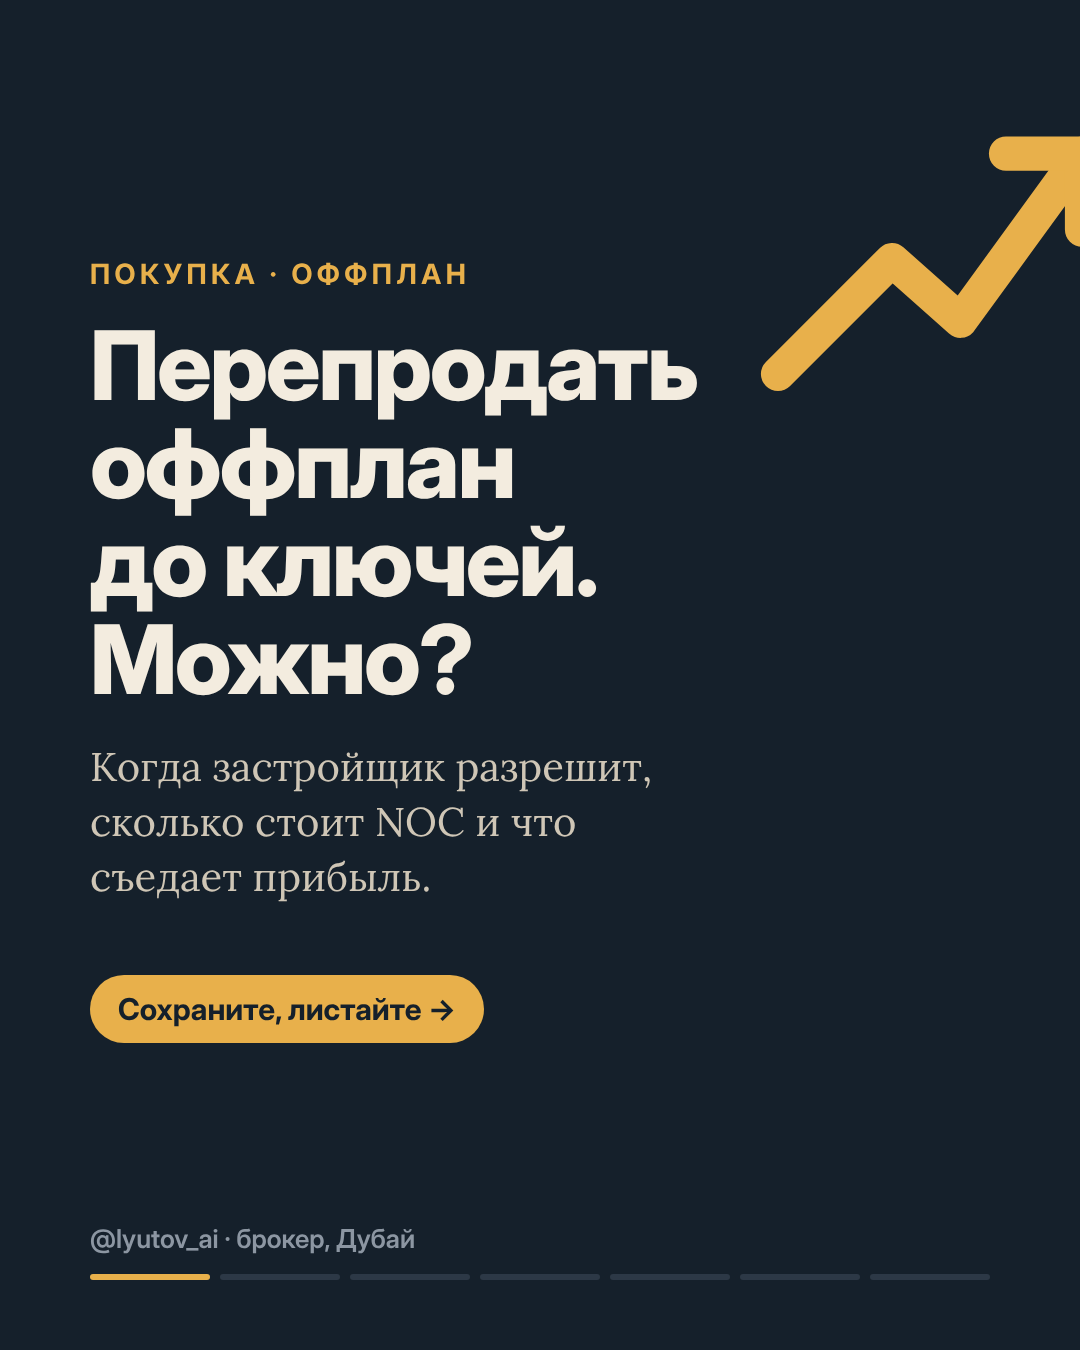 ПОКУПКА · ОФФПЛАН
Перепродать
оффплан
до ключей.
Можно?
Когда застройщик разрешит,
сколько стоит NOC и что
съедает прибыль.
Сохраните, листайте →
@lyutov_ai · брокер, Дубай